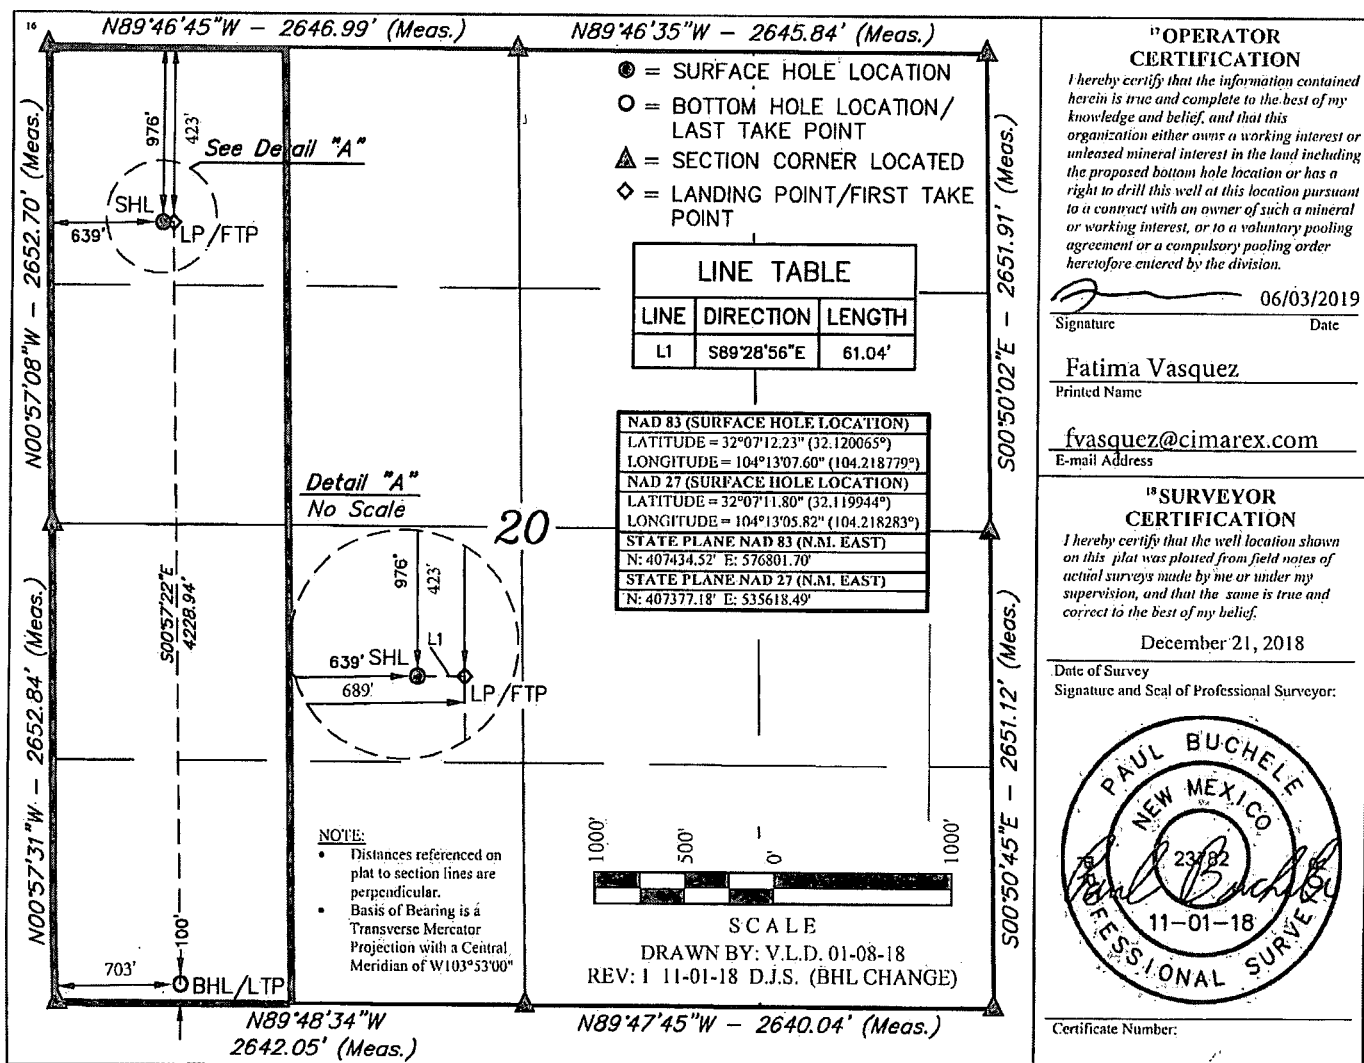 16
N89°46'45"W – 2646.99' (Meas.)
N89°46'35"W – 2645.84' (Meas.)
N00°57'08"W – 2652.70' (Meas.)
N00°57'31"W – 2652.84' (Meas.)
976'
423'
See Detail "A"
SHL
639'
LP/FTP
= SURFACE HOLE LOCATION
= BOTTOM HOLE LOCATION/
LAST TAKE POINT
= SECTION CORNER LOCATED
= LANDING POINT/FIRST TAKE
POINT
LINE TABLE
LINE DIRECTION LENGTH
L1 S89°28'56"E 61.04'
NAD 83 (SURFACE HOLE LOCATION)
LATITUDE = 32°07'12.23" (32.120065°)
LONGITUDE = 104°13'07.60" (104.218779°)
NAD 27 (SURFACE HOLE LOCATION)
LATITUDE = 32°07'11.80" (32.119944°)
LONGITUDE = 104°13'05.82" (104.218283°)
STATE PLANE NAD 83 (N.M. EAST)
N: 407434.52' E: 576801.70'
STATE PLANE NAD 27 (N.M. EAST)
N: 407377.18' E: 535618.49'
S00°50'02"E – 2651.91' (Meas.)
S00°50'45"E – 2651.12' (Meas.)
Detail "A"
No Scale
20
976'
423'
L1
639' SHL
689'
LP/FTP
S00°57'22"E
4228.94'
NOTE:
• Distances referenced on
plat to section lines are
perpendicular.
• Basis of Bearing is a
Transverse Mercator
Projection with a Central
Meridian of W103°53'00"
1000'
500'
0'
1000'
SCALE
DRAWN BY: V.L.D. 01-08-18
REV: 1 11-01-18 D.J.S. (BHL CHANGE)
100'
703'
BHL/LTP
N89°48'34"W
2642.05' (Meas.)
N89°47'45"W – 2640.04' (Meas.)
17 OPERATOR
CERTIFICATION
I hereby certify that the information contained
herein is true and complete to the best of my
knowledge and belief, and that this
organization either owns a working interest or
unleased mineral interest in the land including
the proposed bottom hole location or has a
right to drill this well at this location pursuant
to a contract with an owner of such a mineral
or working interest, or to a voluntary pooling
agreement or a compulsory pooling order
heretofore entered by the division.
06/03/2019
Signature Date
Fatima Vasquez
Printed Name
fvasquez@cimarex.com
E-mail Address
18 SURVEYOR
CERTIFICATION
I hereby certify that the well location shown
on this plat was plotted from field notes of
actual surveys made by me or under my
supervision, and that the same is true and
correct to the best of my belief.
December 21, 2018
Date of Survey
Signature and Seal of Professional Surveyor:
PAUL BUCHELE
NEW MEXICO
23782
Paul Buchele
11-01-18
PROFESSIONAL SURVEYOR
Certificate Number: